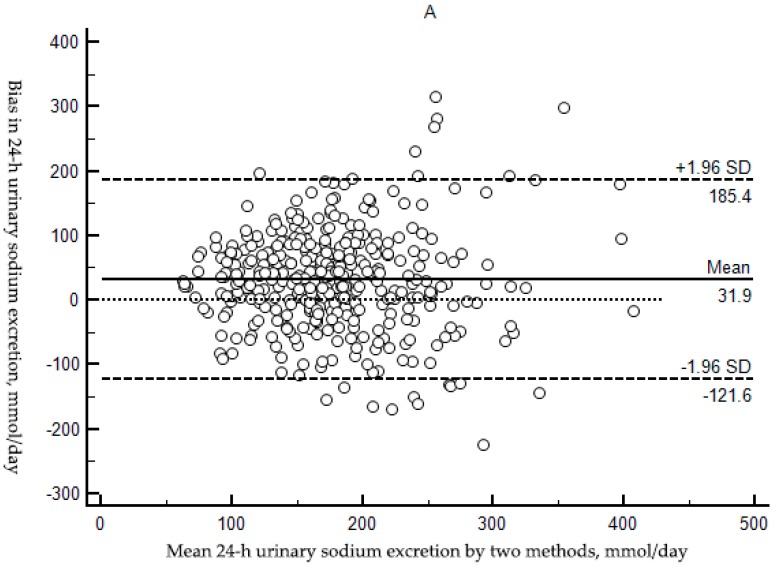 A
400
300
200
100
0
-100
-200
-300
Bias in 24-h urinary sodium excretion, mmol/day
+1.96 SD
185.4
Mean
31.9
-1.96 SD
-121.6
0 100 200 300 400 500
Mean 24-h urinary sodium excretion by two methods, mmol/day